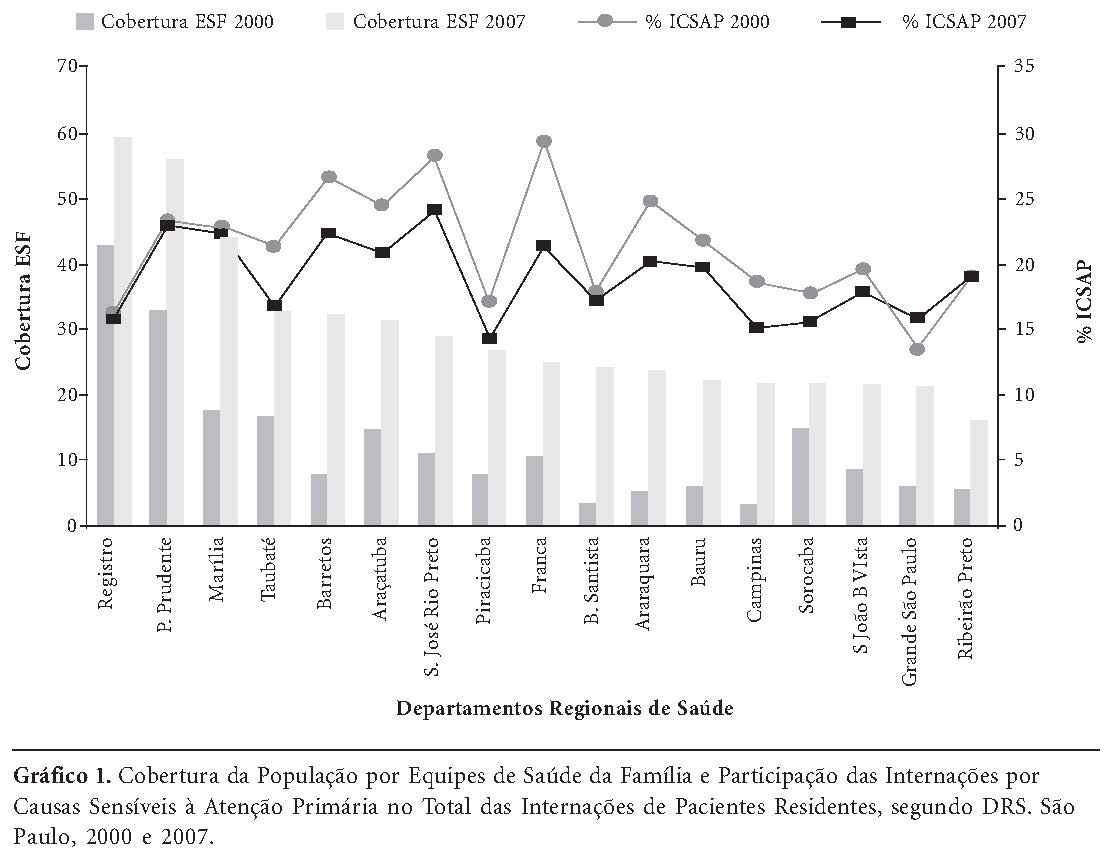 Cobertura ESF 2000 Cobertura ESF 2007 % ICSAP 2000 % ICSAP 2007
70 35
60 30
50 25
40 20
30 15
20 10
10 5
0 0
Cobertura ESF
% ICSAP
Registro
P. Prudente
Marília
Taubaté
Barretos
Araçatuba
S. José Rio Preto
Piracicaba
Franca
B. Santista
Araraquara
Bauru
Campinas
Sorocaba
S João B VIsta
Grande São Paulo
Ribeirão Preto
Departamentos Regionais de Saúde
Gráfico 1. Cobertura da População por Equipes de Saúde da Família e Participação das Internações por
Causas Sensíveis à Atenção Primária no Total das Internações de Pacientes Residentes, segundo DRS. São
Paulo, 2000 e 2007.